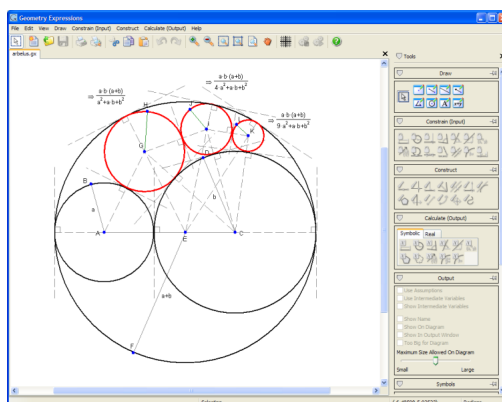 Geometry Expressions
File Edit View Draw Constrain (Input) Construct Calculate (Output) Help
arbelos.gx
Tools
Draw
Constrain (Input)
Construct
Calculate (Output)
Symbolic Real
Output
Use Assumptions
Use Intermediate Variables
Show Intermediate Variables
Show Name
Show On Diagram
Show In Output Window
Too Big for Diagram
Maximum Size Allowed On Diagram
Small Large
Symbols
⇒ a·b·(a+b) / a²+a·b+b²
⇒ a·b·(a+b) / 4·a²+a·b+b²
⇒ a·b·(a+b) / 9·a²+a·b+b²
H
G
I
K
D
B
a
b
A
E
C
a+b
F